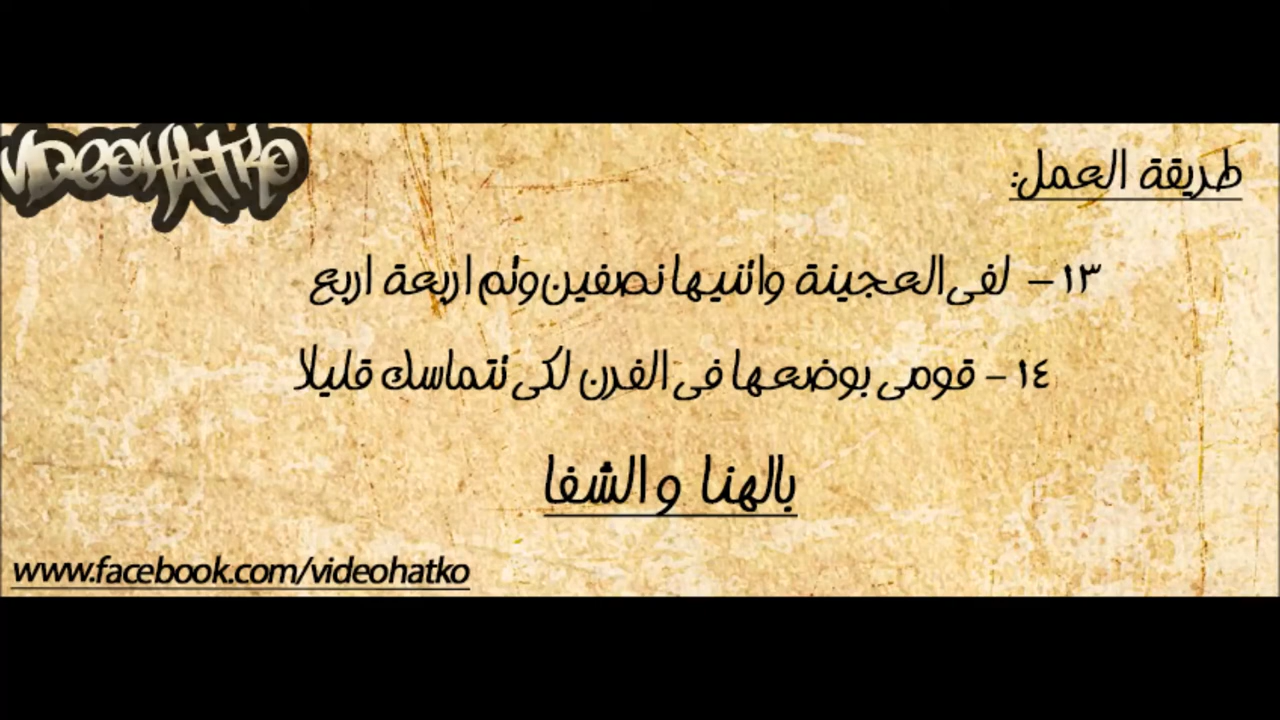 VIDEOHATKO
طريقة العمل:
١٣ - لفى العجينة واثنيها نصفين وثم اربعة اربع
١٤ - قومى بوضعها فى الفرن لكى تتماسك قليلا
بالهنا و الشفا
www.facebook.com/videohatko